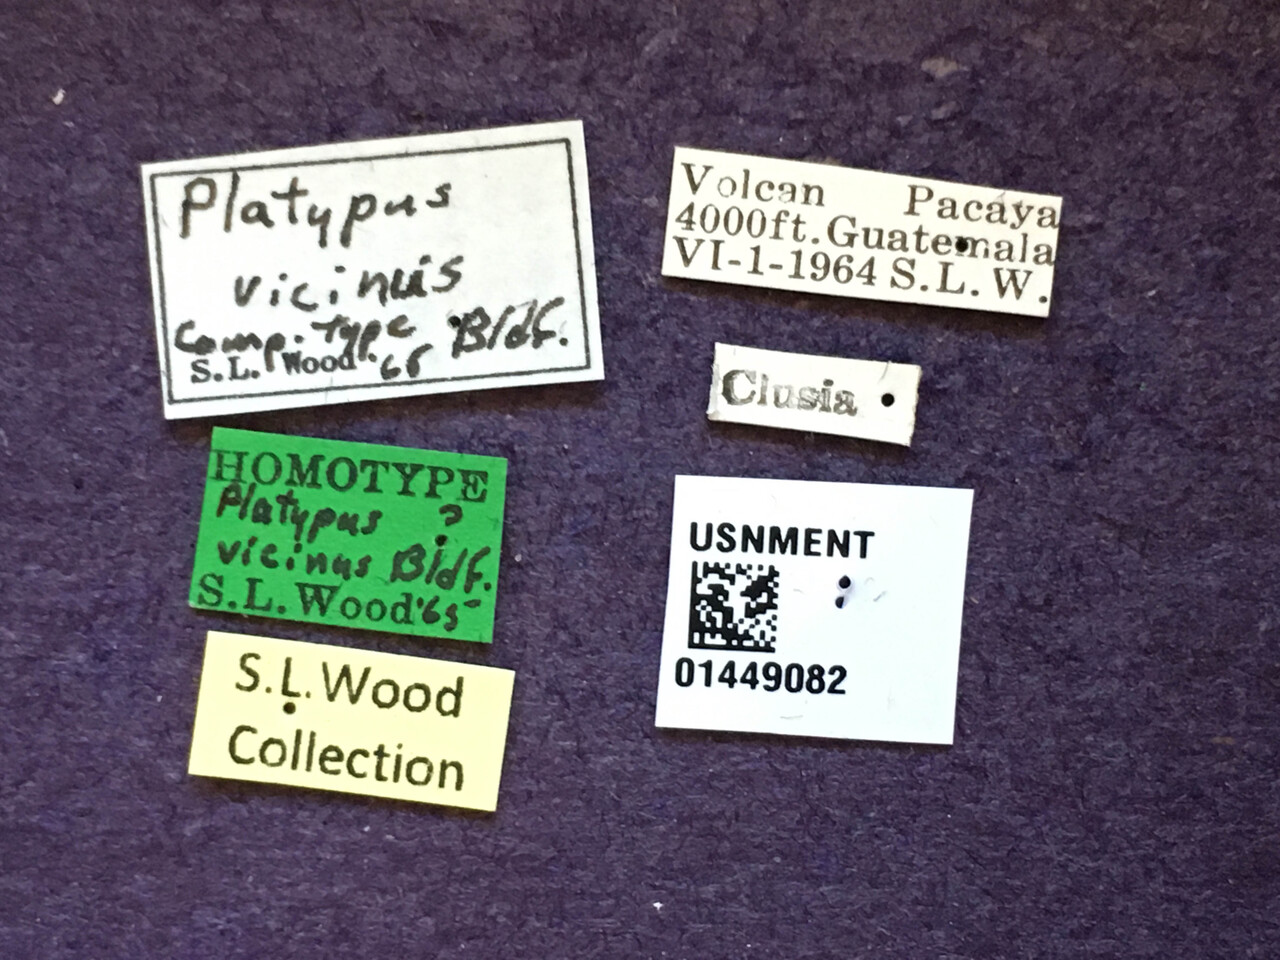 Platypus
vicinus
Comp. Type Bldf.
S.L. Wood '65
HOMOTYPE
Platypus ?
vicinus Bldf.
S.L. Wood '65
S.L. Wood
Collection
Volcan Pacaya
4000ft. Guatemala
VI-1-1964 S.L.W.
Clusia
USNMENT
01449082